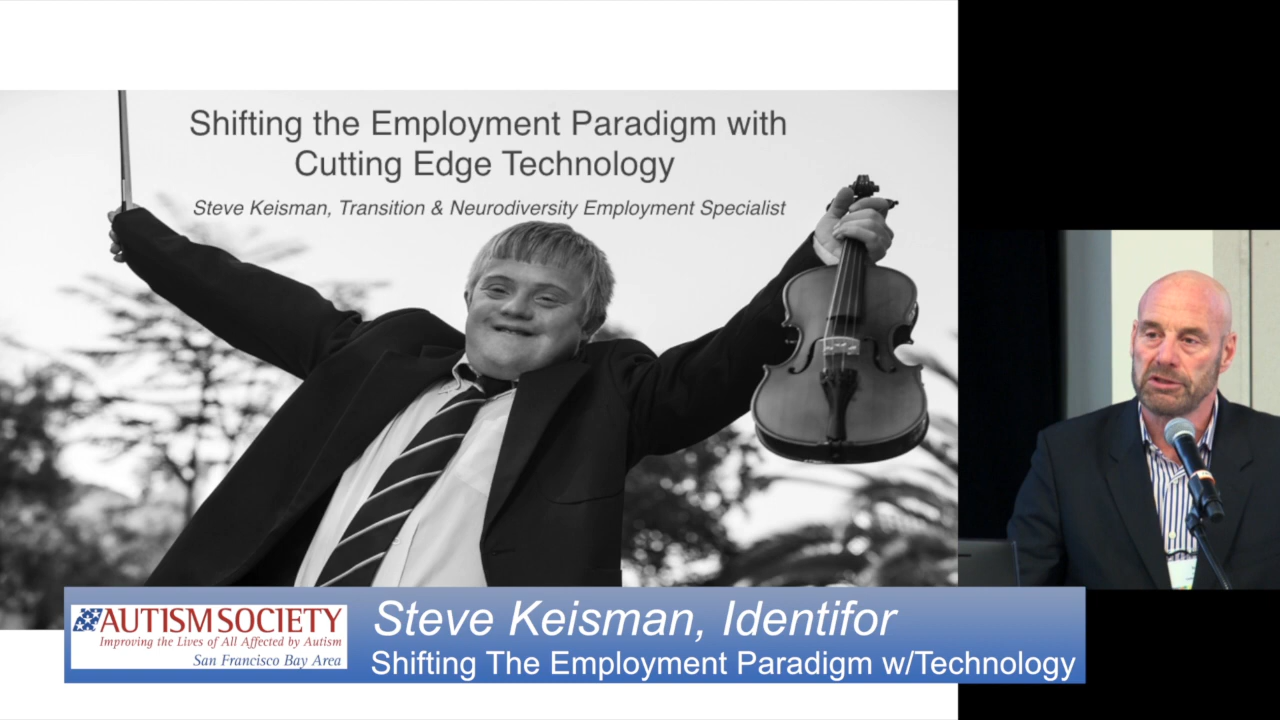 Shifting the Employment Paradigm with
Cutting Edge Technology
Steve Keisman, Transition & Neurodiversity Employment Specialist
AUTISM SOCIETY
Improving the Lives of All Affected by Autism
San Francisco Bay Area
Steve Keisman, Identifor
Shifting The Employment Paradigm w/Technology